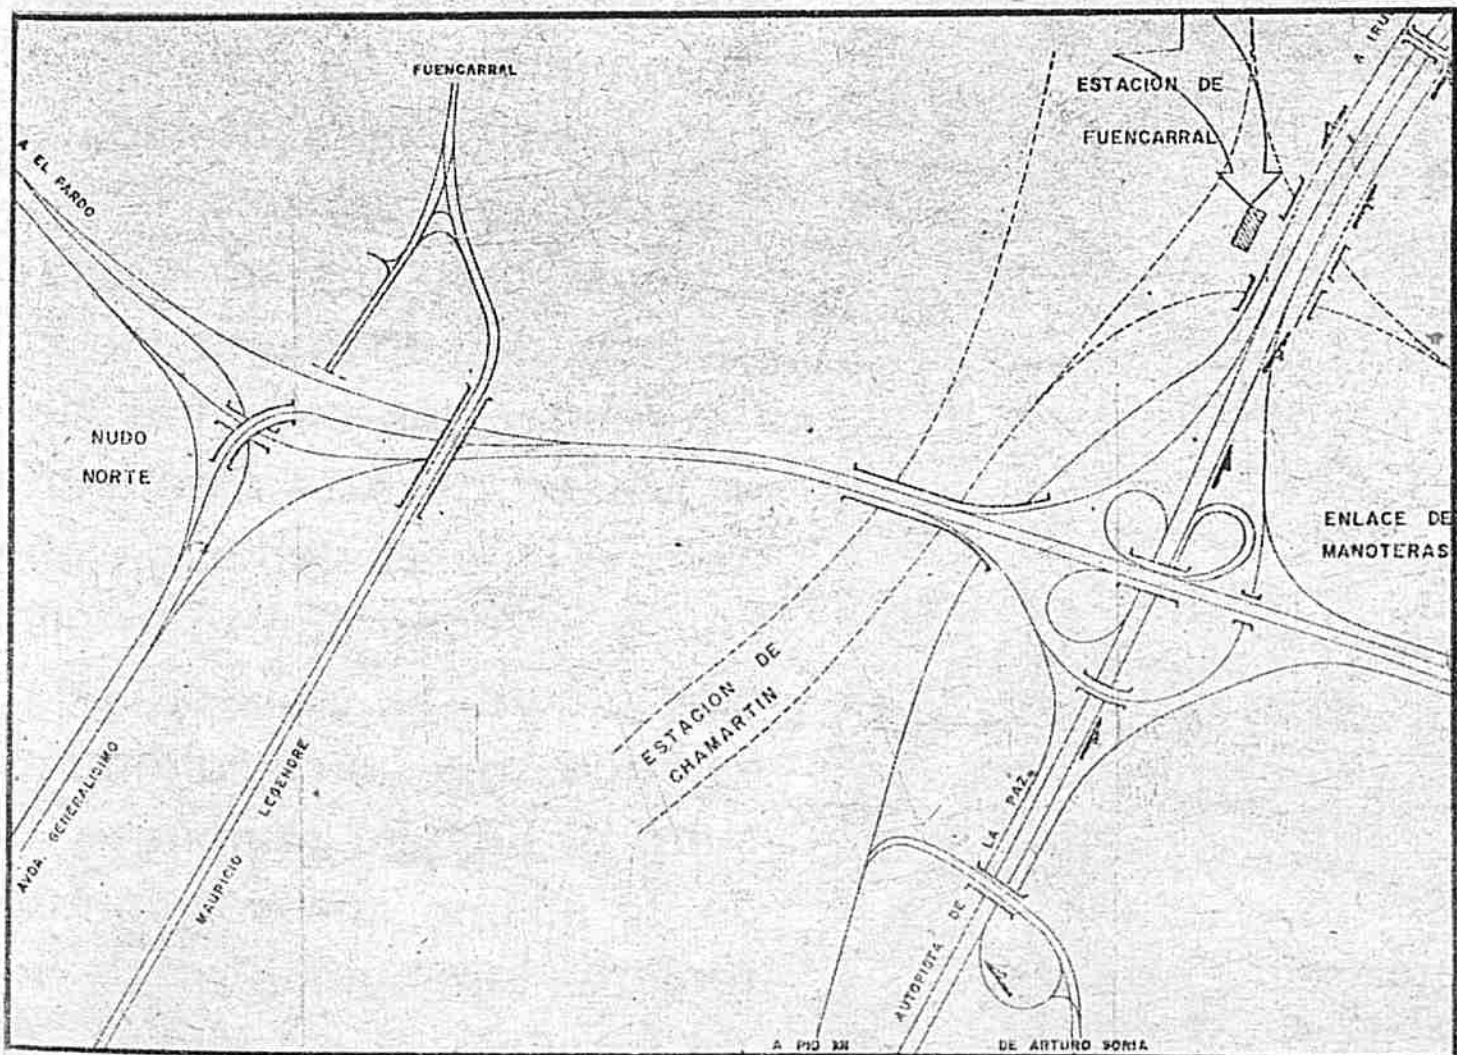 FUENCARRAL
A IRU
ESTACION DE
FUENCARRAL
A EL PARDO
NUDO
NORTE
ENLACE DE
MANOTERAS
ESTACION DE
CHAMARTIN
AVDA. GENERALISIMO
MAURICIO LEGENDRE
AUTOPISTA DE LA PAZ
A PIO XII
DE ARTURO SORIA